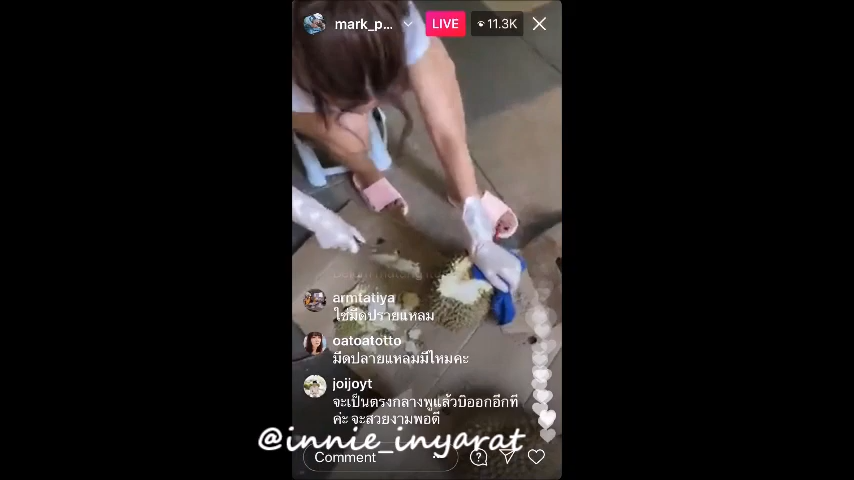 mark_p...
LIVE
11.3K
armtatiya
ใช่มีดปรายแหลม
oatoatotto
มีดปลายแหลมมีไหมคะ
joijoyt
จะเป็นตรงกลางพูแล้วบิออกอีกที
ค่ะ จะสวยงามพอดี
@innie_inyarat
Comment